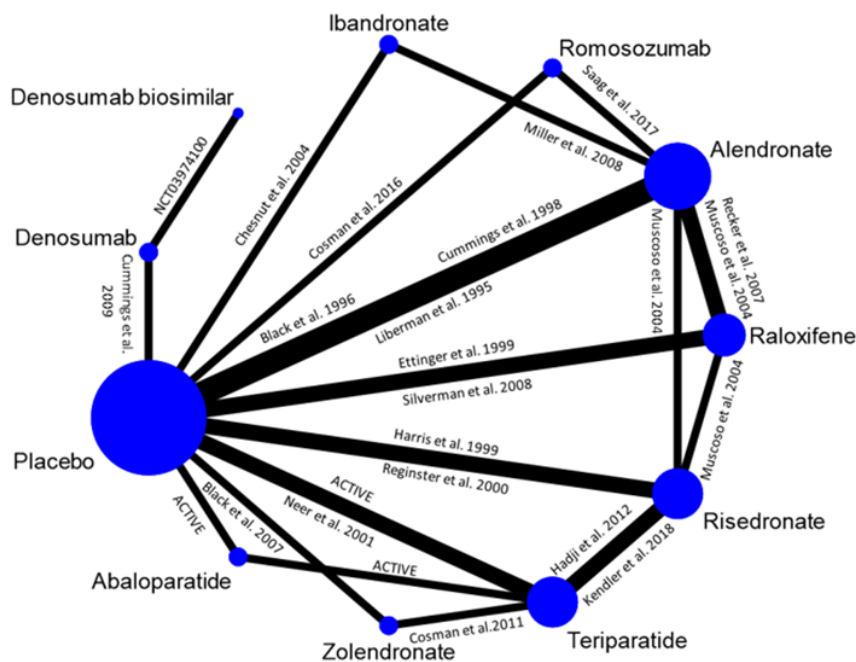 Ibandronate
Romosozumab
Denosumab biosimilar
Saag et al. 2017
Miller et al. 2008
Alendronate
NCT03974100
Chesnut et al. 2004
Cosman et al. 2016
Cummings et al. 1998
Recker et al. 2007
Muscoso et al. 2004
Muscoso et al. 2004
Denosumab
Cummings et al.
2009
Black et al. 1996
Liberman et al. 1995
Raloxifene
Ettinger et al. 1999
Silverman et al. 2008
Muscoso et al. 2004
Placebo
Harris et al. 1999
Reginster et al. 2000
ACTIVE
Neer et al. 2001
Black et al. 2007
ACTIVE
Risedronate
Hadji et al. 2012
Kendler et al. 2018
Abaloparatide
ACTIVE
Cosman et al.2011
Teriparatide
Zolendronate